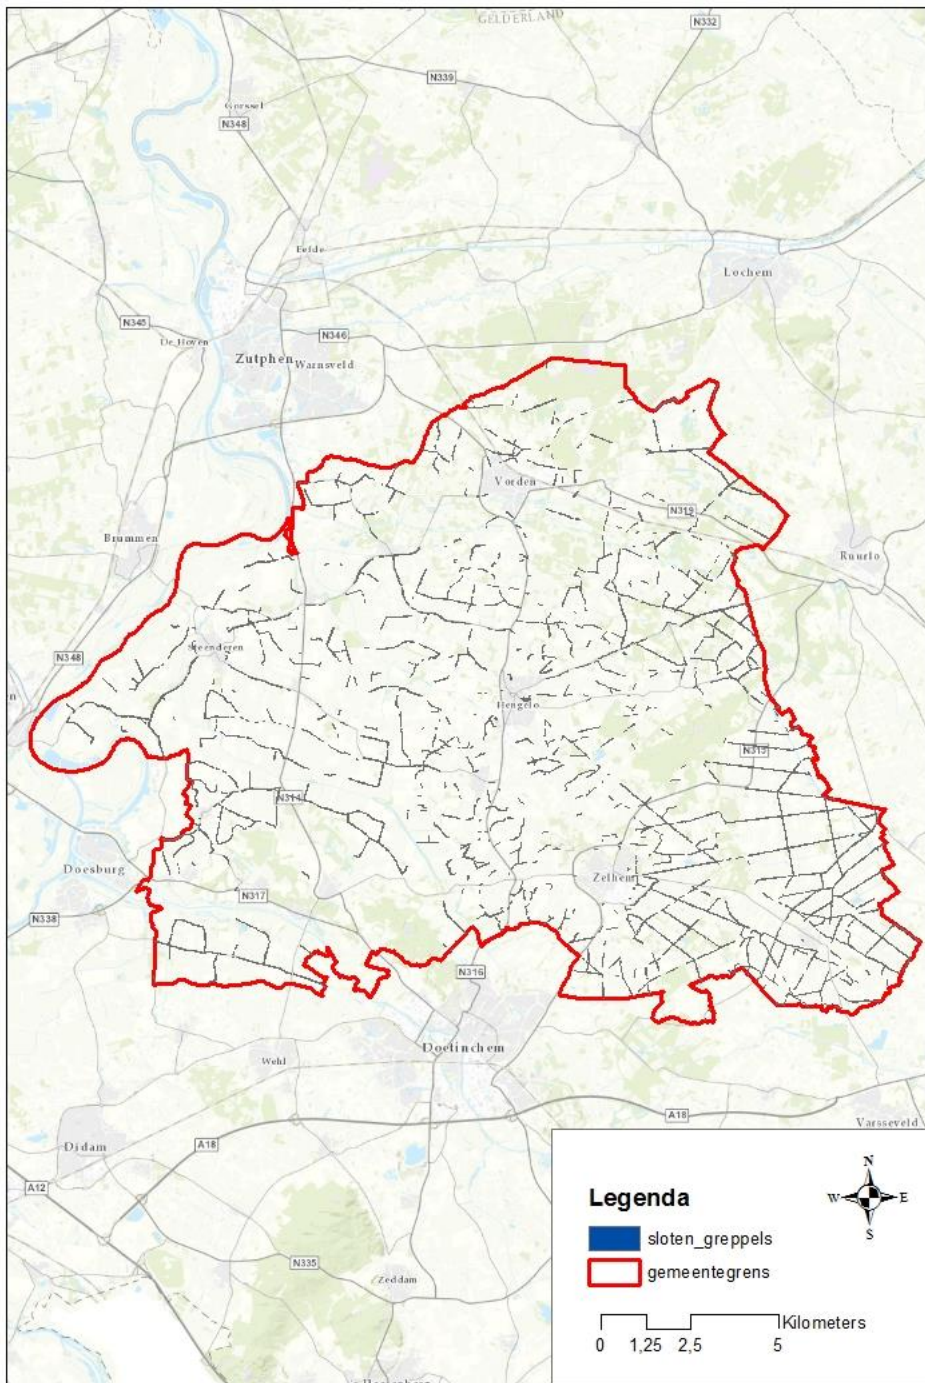 GELDERLAND
N332
N339
Gorssel
N348
Eefde
Lochem
N345
De Hoven
N346
Zutphen
Warnsveld
Vorden
N319
Brummen
Ruurlo
Steenderen
N348
Hengelo
N315
N314
Doesburg
Zelhem
N317
N338
N316
Doetinchem
Wehl
A18
Varsseveld
Didam
A18
A12
N335
Zeddam
Legenda
sloten_greppels
gemeentegrens
N
W
E
S
Kilometers
0 1,25 2,5 5